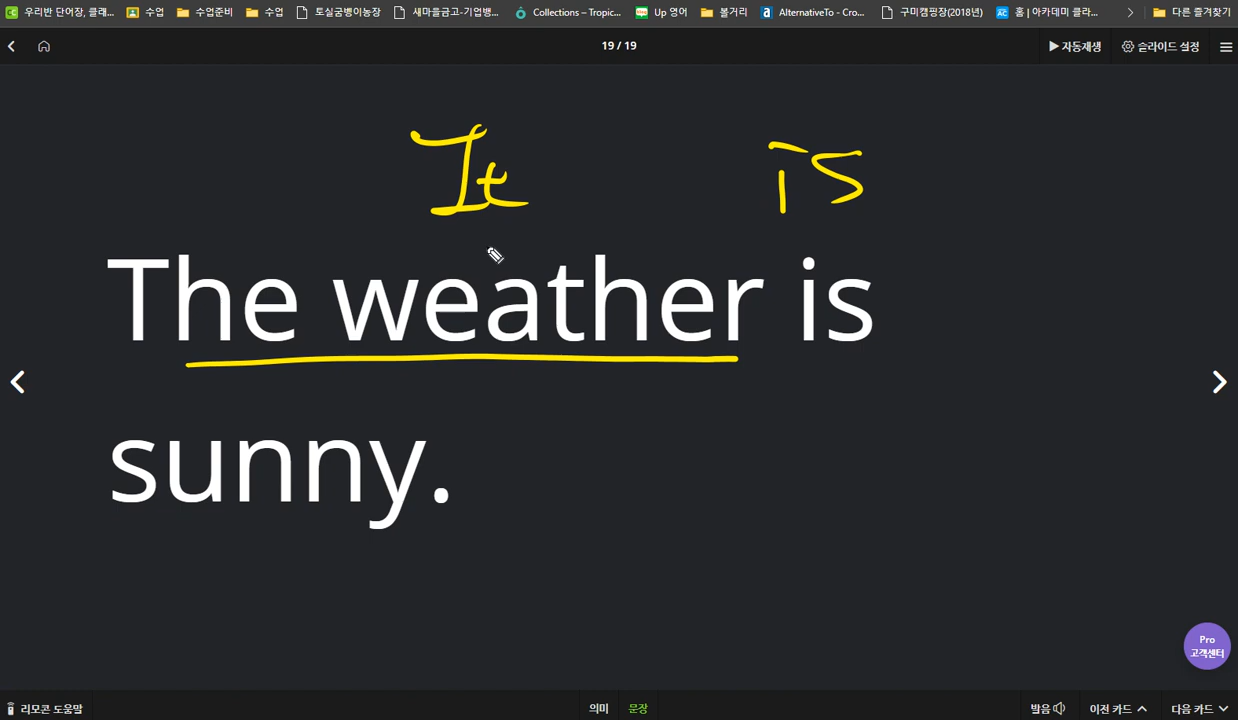 우리반 단어장, 클래... 수업 수업준비 수업 토실궁벵이농장 새마을금고-기업뱅... Collections – Tropic... Up 영어 볼거리 AlternativeTo - Cro... 구미캠핑장(2018년) 홈 | 아카데미 클라... 다른 즐겨찾기
19 / 19 자동재생 슬라이드 설정
It is
The weather is
sunny.
Pro
고객센터
리모콘 도움말 의미 문장 발음 이전 카드 다음 카드